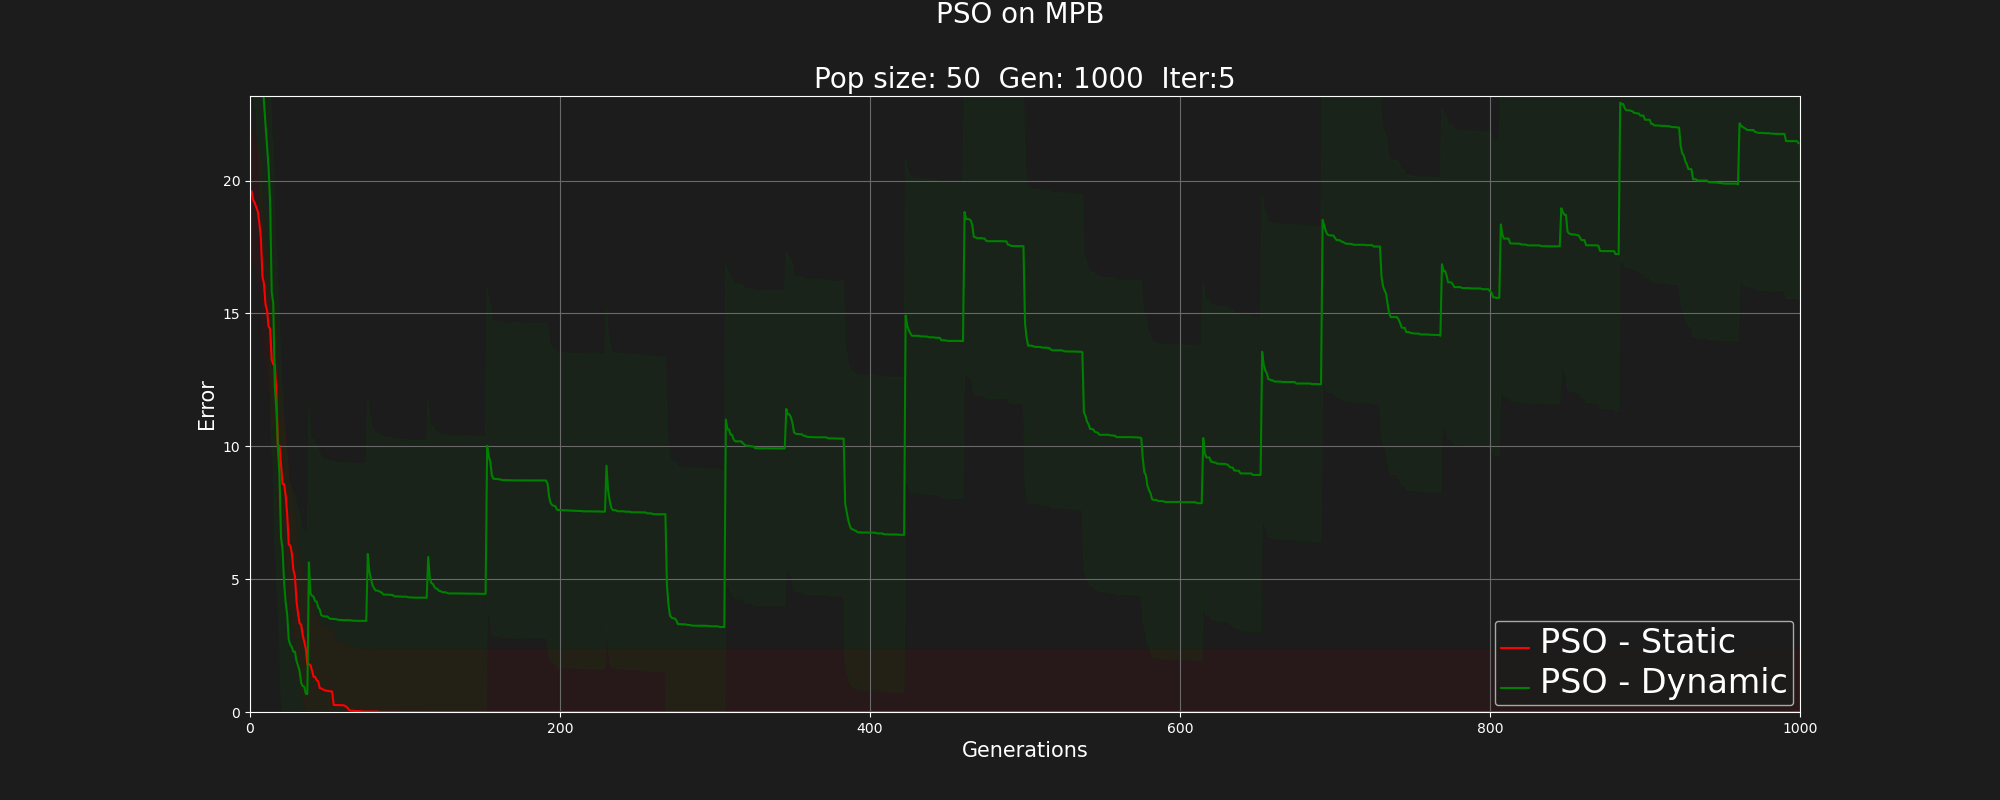 PSO on MPB
Pop size: 50  Gen: 1000  Iter:5
Error
20
15
10
5
0
0
200
400
600
800
1000
Generations
PSO - Static
PSO - Dynamic